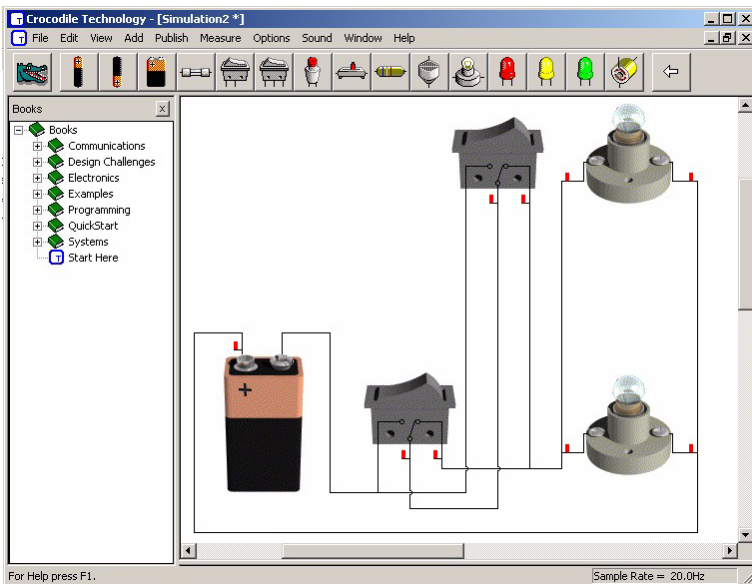 Crocodile Technology - [Simulation2 *]
File Edit View Add Publish Measure Options Sound Window Help
Books
Books
Communications
Design Challenges
Electronics
Examples
Programming
QuickStart
Systems
Start Here
+
For Help press F1.
Sample Rate = 20.0Hz